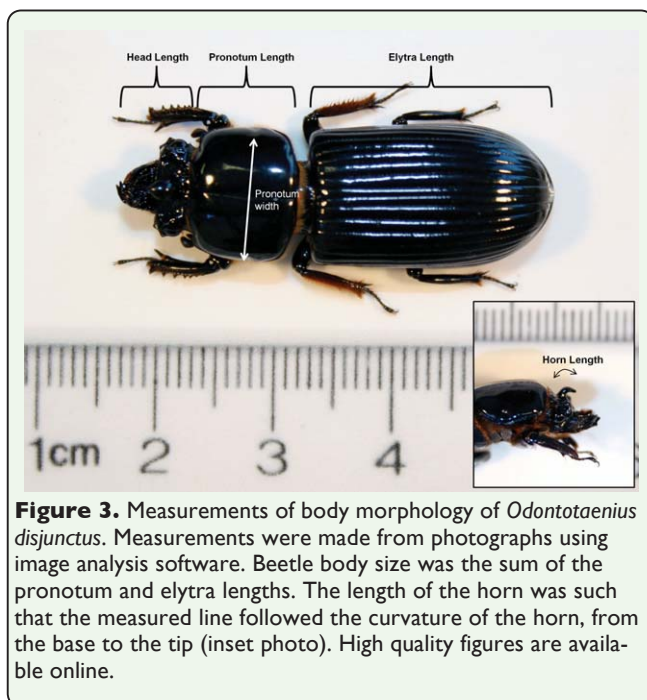 Head Length Pronotum Length Elytra Length
Pronotum
width
Horn Length
1cm 2 3 4
Figure 3. Measurements of body morphology of Odontotaenius
disjunctus. Measurements were made from photographs using
image analysis software. Beetle body size was the sum of the
pronotum and elytra lengths. The length of the horn was such
that the measured line followed the curvature of the horn, from
the base to the tip (inset photo). High quality figures are availa-
ble online.